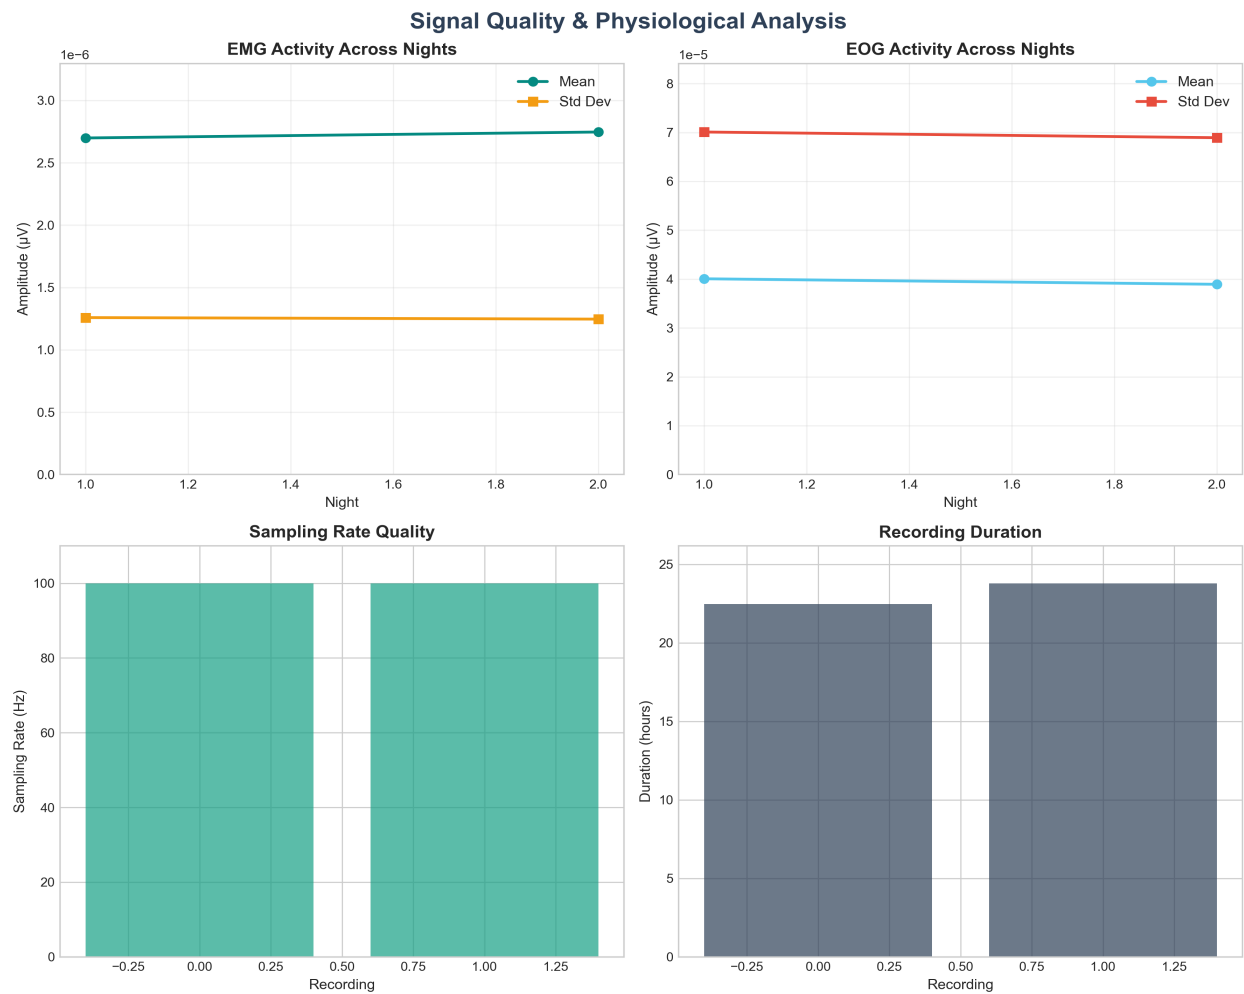 Signal Quality & Physiological Analysis
EMG Activity Across Nights
1e−6
Mean
Std Dev
3.0
2.5
2.0
1.5
1.0
0.5
0.0
Amplitude (μV)
1.0 1.2 1.4 1.6 1.8 2.0
Night
EOG Activity Across Nights
1e−5
Mean
Std Dev
8
7
6
5
4
3
2
1
0
Amplitude (μV)
1.0 1.2 1.4 1.6 1.8 2.0
Night
Sampling Rate Quality
100
80
60
40
20
0
Sampling Rate (Hz)
−0.25 0.00 0.25 0.50 0.75 1.00 1.25
Recording
Recording Duration
25
20
15
10
5
0
Duration (hours)
−0.25 0.00 0.25 0.50 0.75 1.00 1.25
Recording